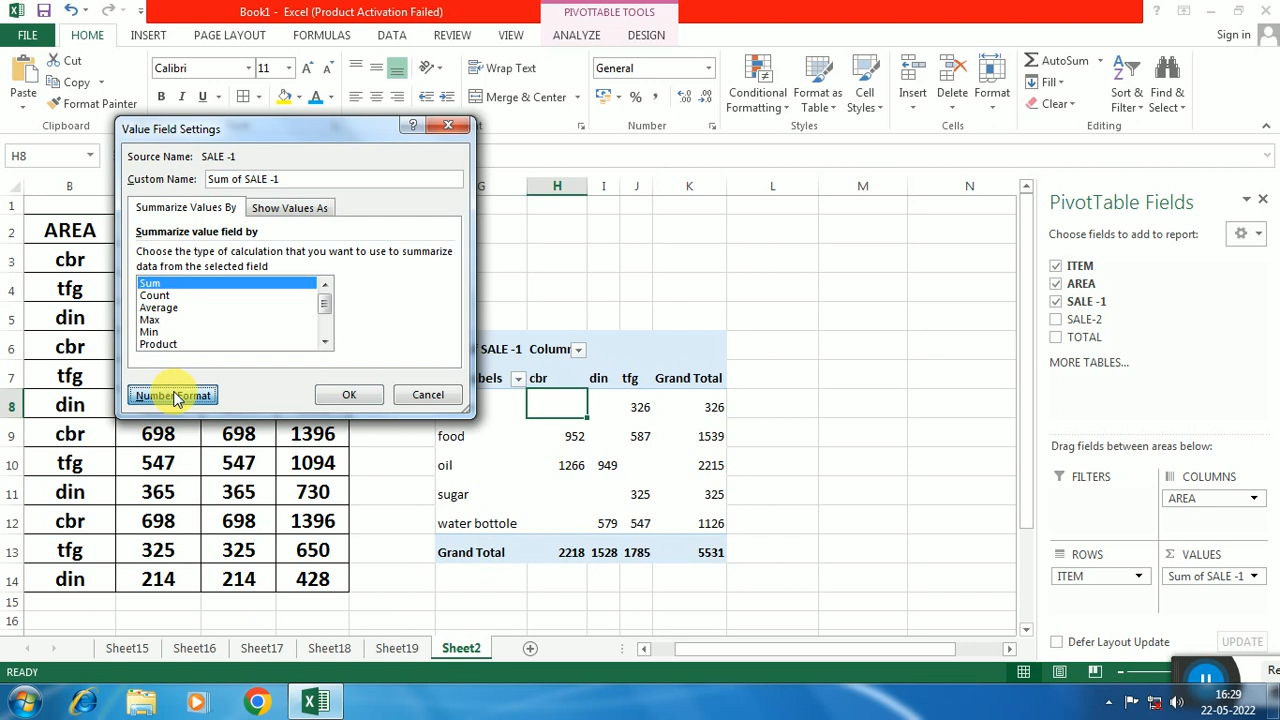 Book1 - Excel (Product Activation Failed)
PIVOTTABLE TOOLS
FILE HOME INSERT PAGE LAYOUT FORMULAS DATA REVIEW VIEW ANALYZE DESIGN Sign in
Paste
Cut
Copy
Format Painter
Clipboard
Calibri 11
B I U A
Wrap Text
Merge & Center
General
% ,
Number
Conditional Formatting
Format as Table
Cell Styles
Styles
Insert
Delete
Format
Cells
AutoSum
Fill
Clear
Sort & Filter
Find & Select
Editing
H8
Value Field Settings
Source Name: SALE -1
Custom Name: Sum of SALE -1
Summarize Values By Show Values As
Summarize value field by
Choose the type of calculation that you want to use to summarize
data from the selected field
Sum
Count
Average
Max
Min
Product
Number Format OK Cancel
B G H I J K L M N
1
2 AREA
3 cbr
4 tfg
5 din
6 cbr SALE -1 Colum
7 tfg bels cbr din tfg Grand Total
8 din 326 326
9 cbr 698 698 1396 food 952 587 1539
10 tfg 547 547 1094 oil 1266 949 2215
11 din 365 365 730 sugar 325 325
12 cbr 698 698 1396 water bottole 579 547 1126
13 tfg 325 325 650 Grand Total 2218 1528 1785 5531
14 din 214 214 428
15
16
PivotTable Fields
Choose fields to add to report:
ITEM
AREA
SALE -1
SALE-2
TOTAL
MORE TABLES...
Drag fields between areas below:
FILTERS
COLUMNS
AREA
ROWS
ITEM
Σ VALUES
Sum of SALE -1
Defer Layout Update UPDATE
Sheet15 Sheet16 Sheet17 Sheet18 Sheet19 Sheet2
READY
Re
16:29
22-05-2022